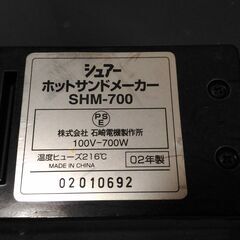 シュアー
ホットサンドメーカー
SHM-700
PS
E
株式会社 石崎電機製作所
100V-700W
温度ヒューズ216℃
MADE IN CHINA
02年製
02010692